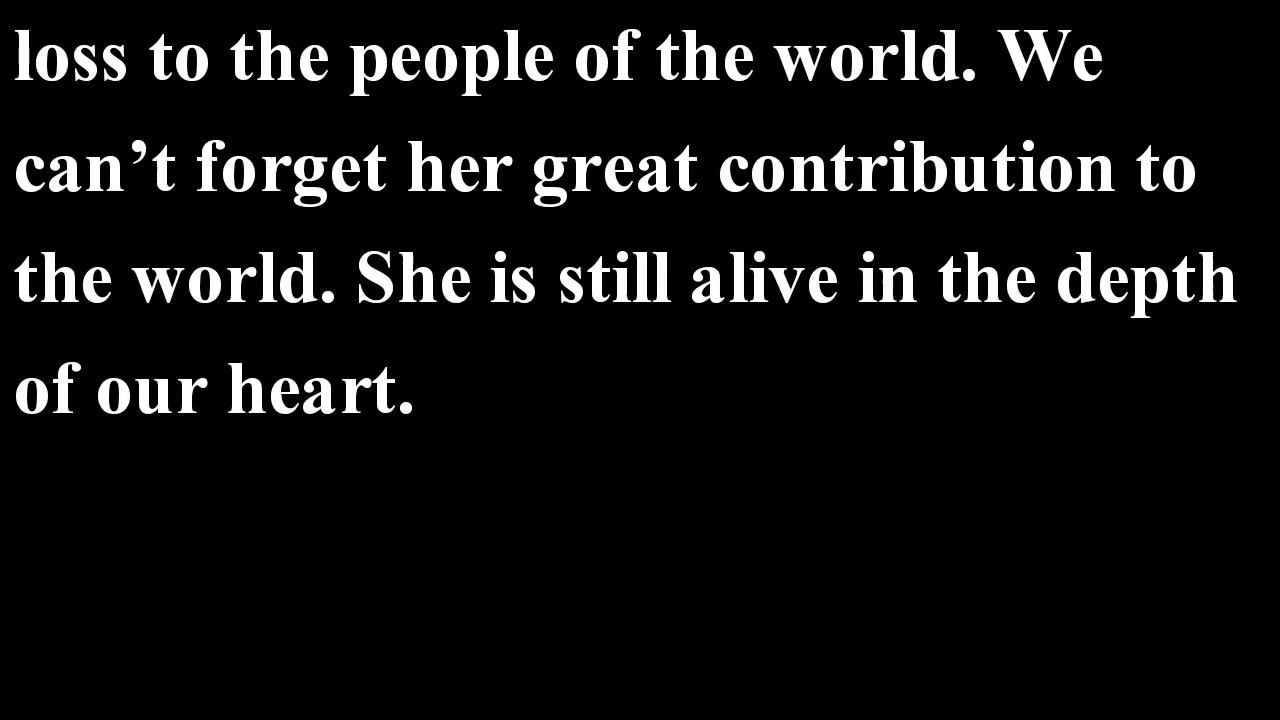 loss to the people of the world. We
can’t forget her great contribution to
the world. She is still alive in the depth
of our heart.